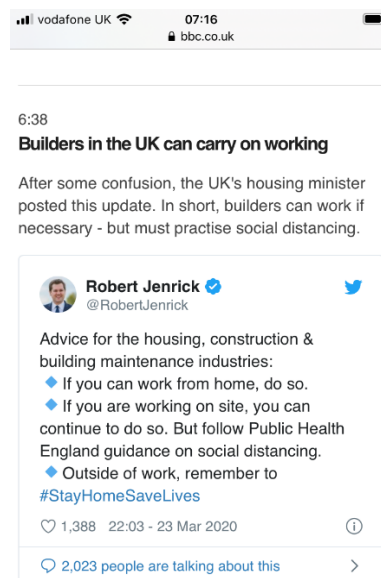 vodafone UK 07:16
bbc.co.uk
6:38
Builders in the UK can carry on working
After some confusion, the UK's housing minister
posted this update. In short, builders can work if
necessary - but must practise social distancing.
Robert Jenrick
@RobertJenrick
Advice for the housing, construction &
building maintenance industries:
🔹 If you can work from home, do so.
🔹 If you are working on site, you can
continue to do so. But follow Public Health
England guidance on social distancing.
🔹 Outside of work, remember to
#StayHomeSaveLives
1,388 22:03 - 23 Mar 2020
2,023 people are talking about this